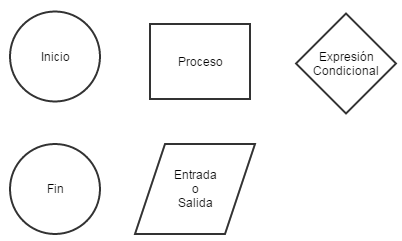 Inicio
Proceso
Expresión
Condicional
Fin
Entrada
o
Salida